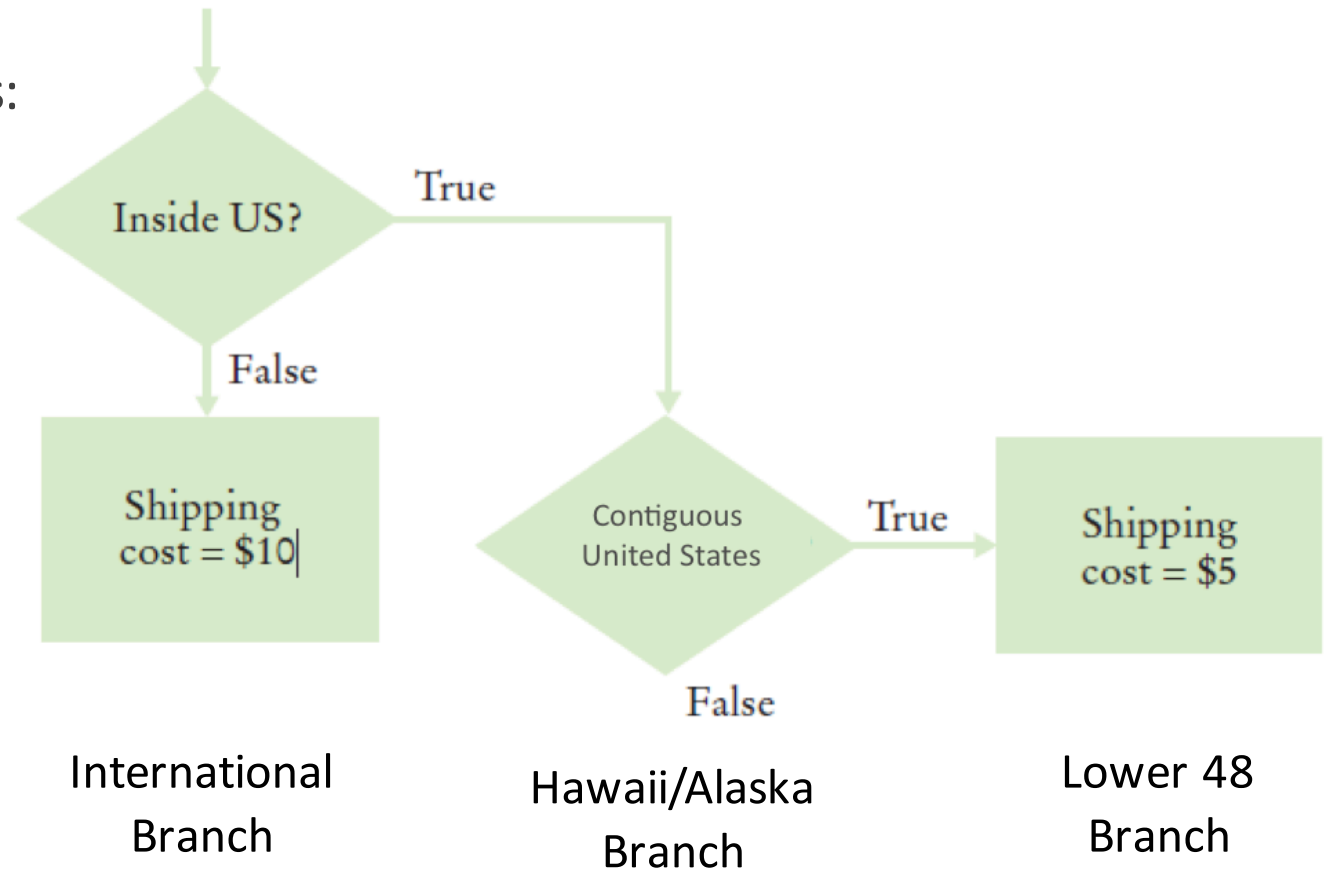 s:
True
Inside US?
False
Shipping
cost = $10
Contiguous
United States
True
Shipping
cost = $5
False
International
Branch
Hawaii/Alaska
Branch
Lower 48
Branch